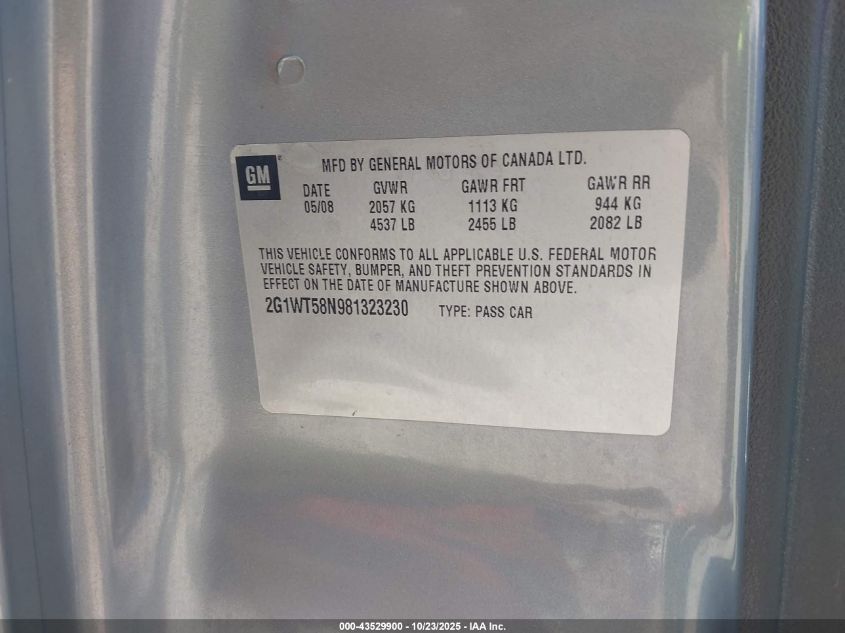 GM
MFD BY GENERAL MOTORS OF CANADA LTD.
DATE GVWR GAWR FRT GAWR RR
05/08 2057 KG 1113 KG 944 KG
4537 LB 2455 LB 2082 LB
THIS VEHICLE CONFORMS TO ALL APPLICABLE U.S. FEDERAL MOTOR
VEHICLE SAFETY, BUMPER, AND THEFT PREVENTION STANDARDS IN
EFFECT ON THE DATE OF MANUFACTURE SHOWN ABOVE.
2G1WT58N981323230 TYPE: PASS CAR
000-43529900 - 10/23/2025 - IAA Inc.